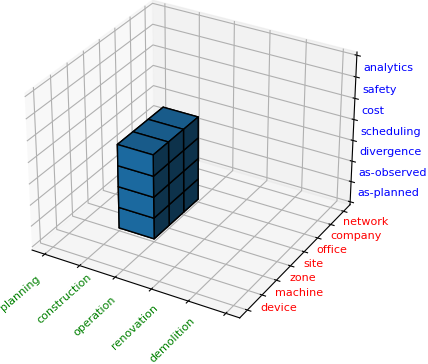 analytics
safety
cost
scheduling
divergence
as-observed
as-planned
network
company
office
site
zone
machine
device
planning
construction
operation
renovation
demolition